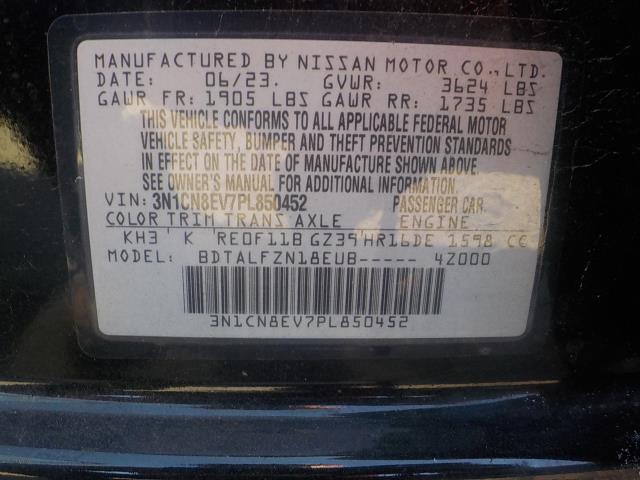 MANUFACTURED BY NISSAN MOTOR CO.,LTD.
DATE: 06/23. GVWR: 3624 LBS
GAWR FR: 1905 LBS GAWR RR: 1735 LBS
THIS VEHICLE CONFORMS TO ALL APPLICABLE FEDERAL MOTOR
VEHICLE SAFETY, BUMPER AND THEFT PREVENTION STANDARDS
IN EFFECT ON THE DATE OF MANUFACTURE SHOWN ABOVE.
SEE OWNER'S MANUAL FOR ADDITIONAL INFORMATION.
VIN: 3N1CN8EV7PL850452 PASSENGER CAR
COLOR TRIM TRANS AXLE ENGINE
KH3 ' K 'RE0F11B GZ39'HR16DE 1598 CC
MODEL: BDTALFZN18EUB----- 4Z000
3N1CN8EV7PL850452